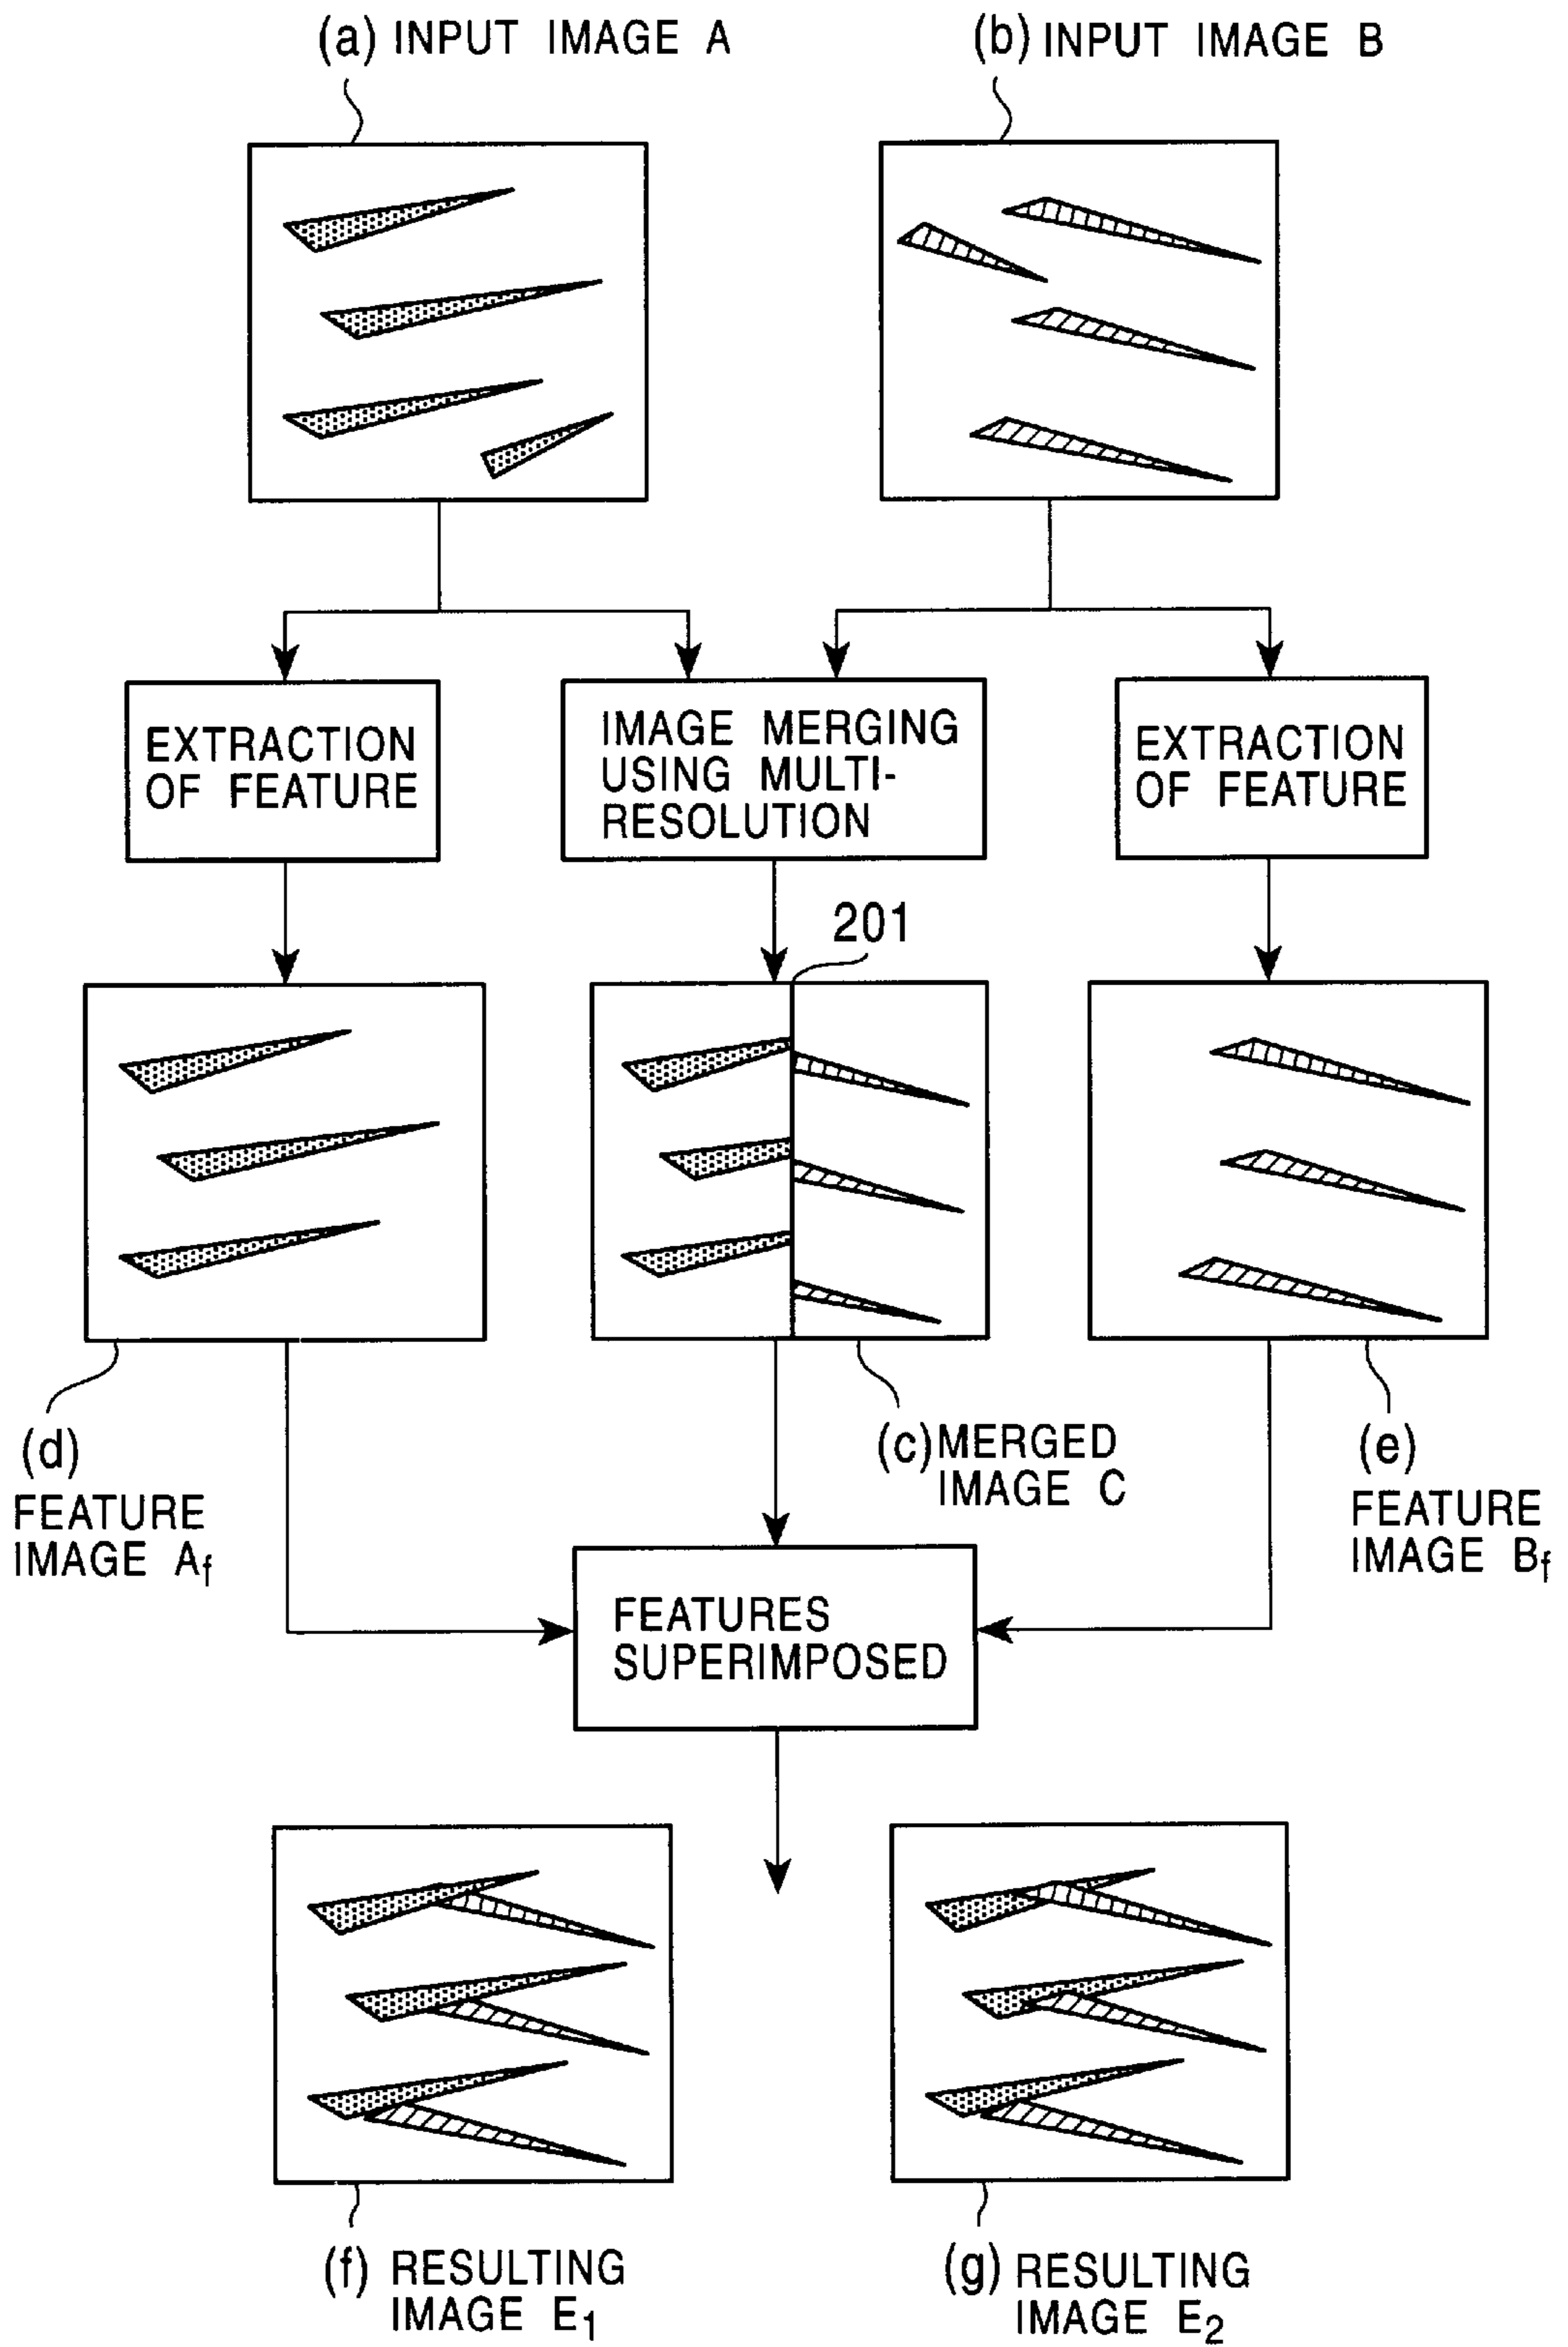 (a) INPUT IMAGE A
(b) INPUT IMAGE B
EXTRACTION
OF FEATURE
IMAGE MERGING
USING MULTI-
RESOLUTION
EXTRACTION
OF FEATURE
201
(d)
FEATURE
IMAGE Af
(c) MERGED
IMAGE C
(e)
FEATURE
IMAGE Bf
FEATURES
SUPERIMPOSED
(f) RESULTING
IMAGE E1
(g) RESULTING
IMAGE E2